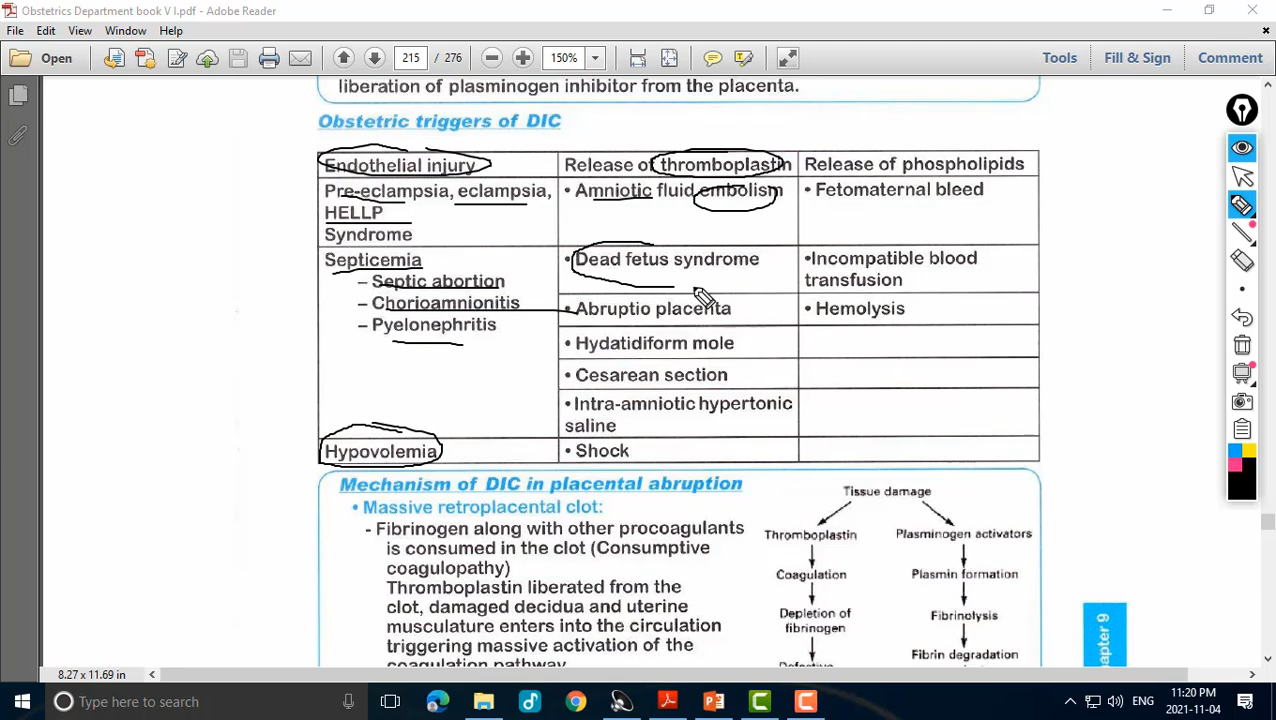 Obstetrics Department book V I.pdf - Adobe Reader
File Edit View Window Help
Open 215 / 276 150% Tools Fill & Sign Comment
liberation of plasminogen inhibitor from the placenta.
Obstetric triggers of DIC
Endothelial injury Release of thromboplastin Release of phospholipids
Pre-eclampsia, eclampsia, • Amniotic fluid embolism • Fetomaternal bleed
HELLP
Syndrome
Septicemia • Dead fetus syndrome •Incompatible blood
– Septic abortion transfusion
– Chorioamnionitis • Abruptio placenta • Hemolysis
– Pyelonephritis
• Hydatidiform mole
• Cesarean section
• Intra-amniotic hypertonic
saline
Hypovolemia • Shock
Mechanism of DIC in placental abruption
• Massive retroplacental clot:
- Fibrinogen along with other procoagulants
is consumed in the clot (Consumptive
coagulopathy)
Thromboplastin liberated from the
clot, damaged decidua and uterine
musculature enters into the circulation
triggering massive activation of the
coagulation pathway
Tissue damage
Thromboplastin Plasminogen activators
Coagulation Plasmin formation
Depletion of Fibrinolysis
fibrinogen
Fibrin degradation
Defective
apter 9
8.27 x 11.69 in
Type here to search
ENG
11:20 PM
2021-11-04